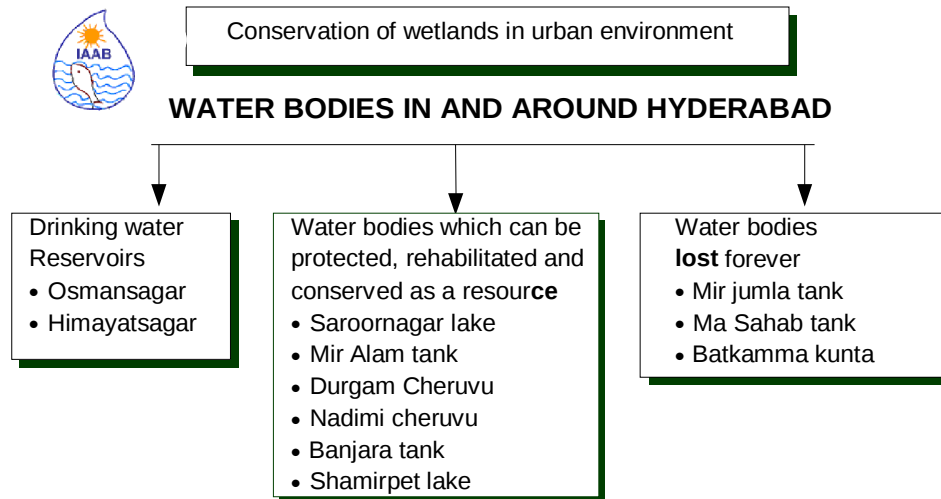 IAAB
Conservation of wetlands in urban environment
WATER BODIES IN AND AROUND HYDERABAD
Drinking water
Reservoirs
• Osmansagar
• Himayatsagar
Water bodies which can be
protected, rehabilitated and
conserved as a resource
• Saroornagar lake
• Mir Alam tank
• Durgam Cheruvu
• Nadimi cheruvu
• Banjara tank
• Shamirpet lake
Water bodies
lost forever
• Mir jumla tank
• Ma Sahab tank
• Batkamma kunta